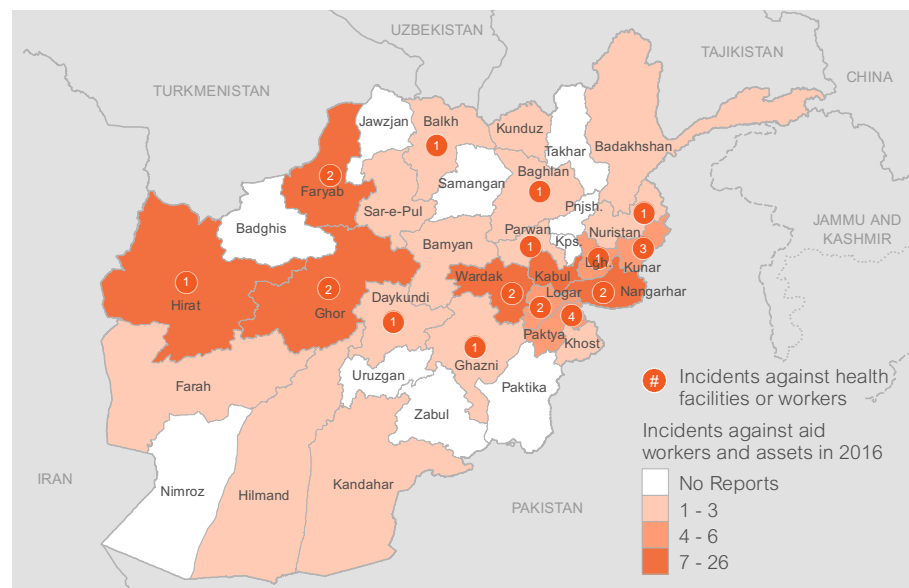 UZBEKISTAN
TAJIKISTAN
CHINA
TURKMENISTAN
Jawzjan
Balkh
1
Kunduz
Takhar
Badakhshan
2
Faryab
Samangan
Baghlan
1
Sar-e-Pul
Pnjsh.
1
Badghis
Parwan
1
Kps.
Nuristan
JAMMU AND
KASHMIR
Bamyan
3
Kunar
Lgh.
1
1
Hirat
2
Ghor
Wardak
2
Kabul
Logar
2
2
Nangarhar
Daykundi
1
4
Paktya
Khost
1
Ghazni
Farah
Uruzgan
Zabul
Paktika
# Incidents against health
facilities or workers
Incidents against aid
workers and assets in 2016
No Reports
1 - 3
4 - 6
7 - 26
IRAN
Nimroz
Hilmand
Kandahar
PAKISTAN